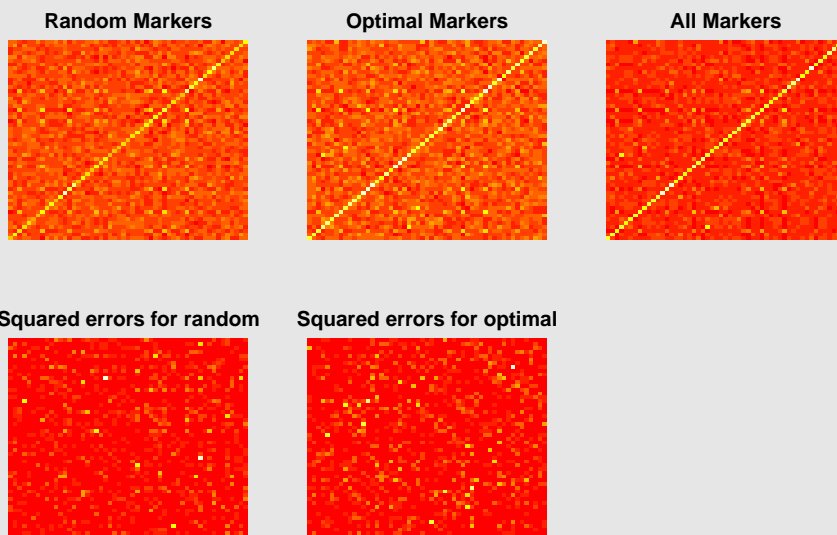 Random Markers
Optimal Markers
All Markers
Squared errors for random
Squared errors for optimal